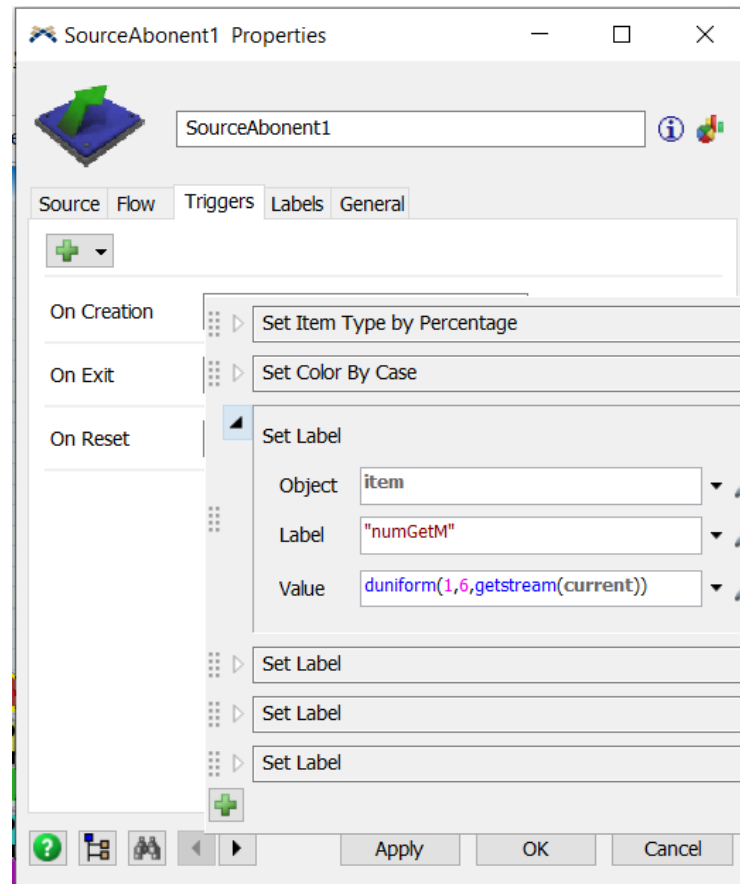 SourceAbonent1 Properties
SourceAbonent1
Source Flow Triggers Labels General
On Creation
Set Item Type by Percentage
On Exit
Set Color By Case
On Reset
Set Label
Object item
Label "numGetM"
Value duniform(1,6,getstream(current))
Set Label
Set Label
Set Label
Apply OK Cancel